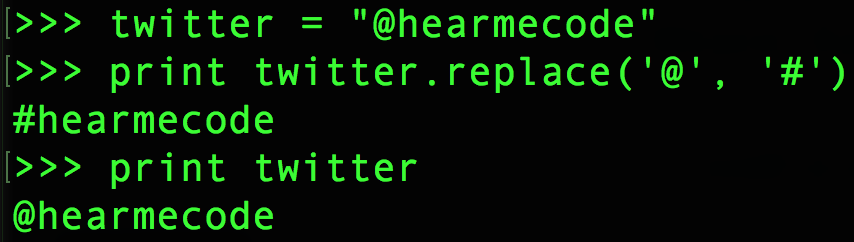 [>>> twitter = "@hearmecode"
[>>> print twitter.replace('@', '#')
#hearmecode
[>>> print twitter
@hearmecode